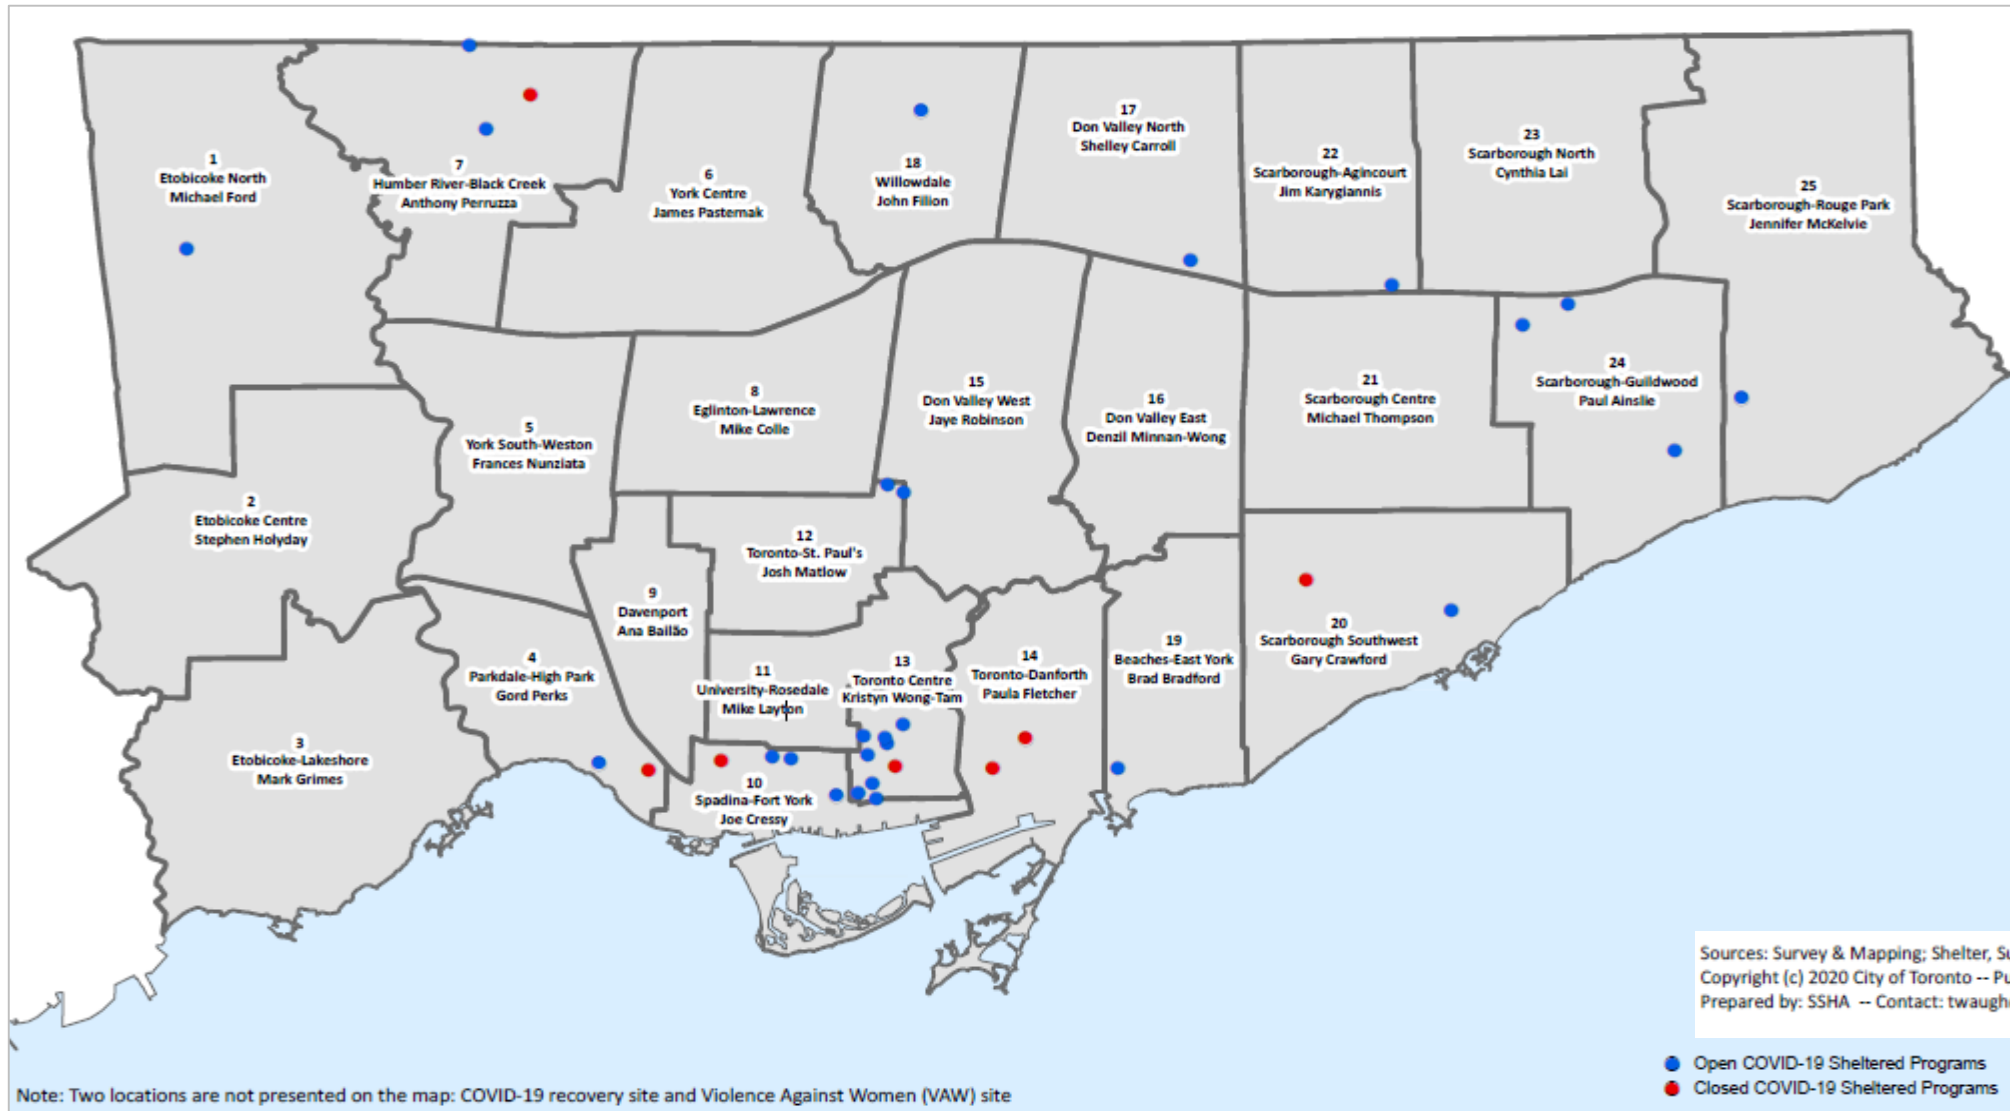 1
Etobicoke North
Michael Ford
7
Humber River-Black Creek
Anthony Perruzza
6
York Centre
James Pasternak
18
Willowdale
John Filion
17
Don Valley North
Shelley Carroll
22
Scarborough-Agincourt
Jim Karygiannis
23
Scarborough North
Cynthia Lai
25
Scarborough-Rouge Park
Jennifer McKelvie
2
Etobicoke Centre
Stephen Holyday
5
York South-Weston
Frances Nunziata
8
Eglinton-Lawrence
Mike Colle
15
Don Valley West
Jaye Robinson
16
Don Valley East
Denzil Minnan-Wong
21
Scarborough Centre
Michael Thompson
24
Scarborough-Guildwood
Paul Ainslie
12
Toronto-St. Paul's
Josh Matlow
9
Davenport
Ana Bailão
4
Parkdale-High Park
Gord Perks
11
University-Rosedale
Mike Layton
13
Toronto Centre
Kristyn Wong-Tam
14
Toronto-Danforth
Paula Fletcher
19
Beaches-East York
Brad Bradford
20
Scarborough Southwest
Gary Crawford
3
Etobicoke-Lakeshore
Mark Grimes
10
Spadina-Fort York
Joe Cressy
Sources: Survey & Mapping; Shelter,
Copyright (c) 2020 City of Toronto --
Prepared by: SSHA -- Contact:
Open COVID-19 Sheltered Programs
Closed COVID-19 Sheltered Programs
Note: Two locations are not presented on the map: COVID-19 recovery site and Violence Against Women (VAW) site